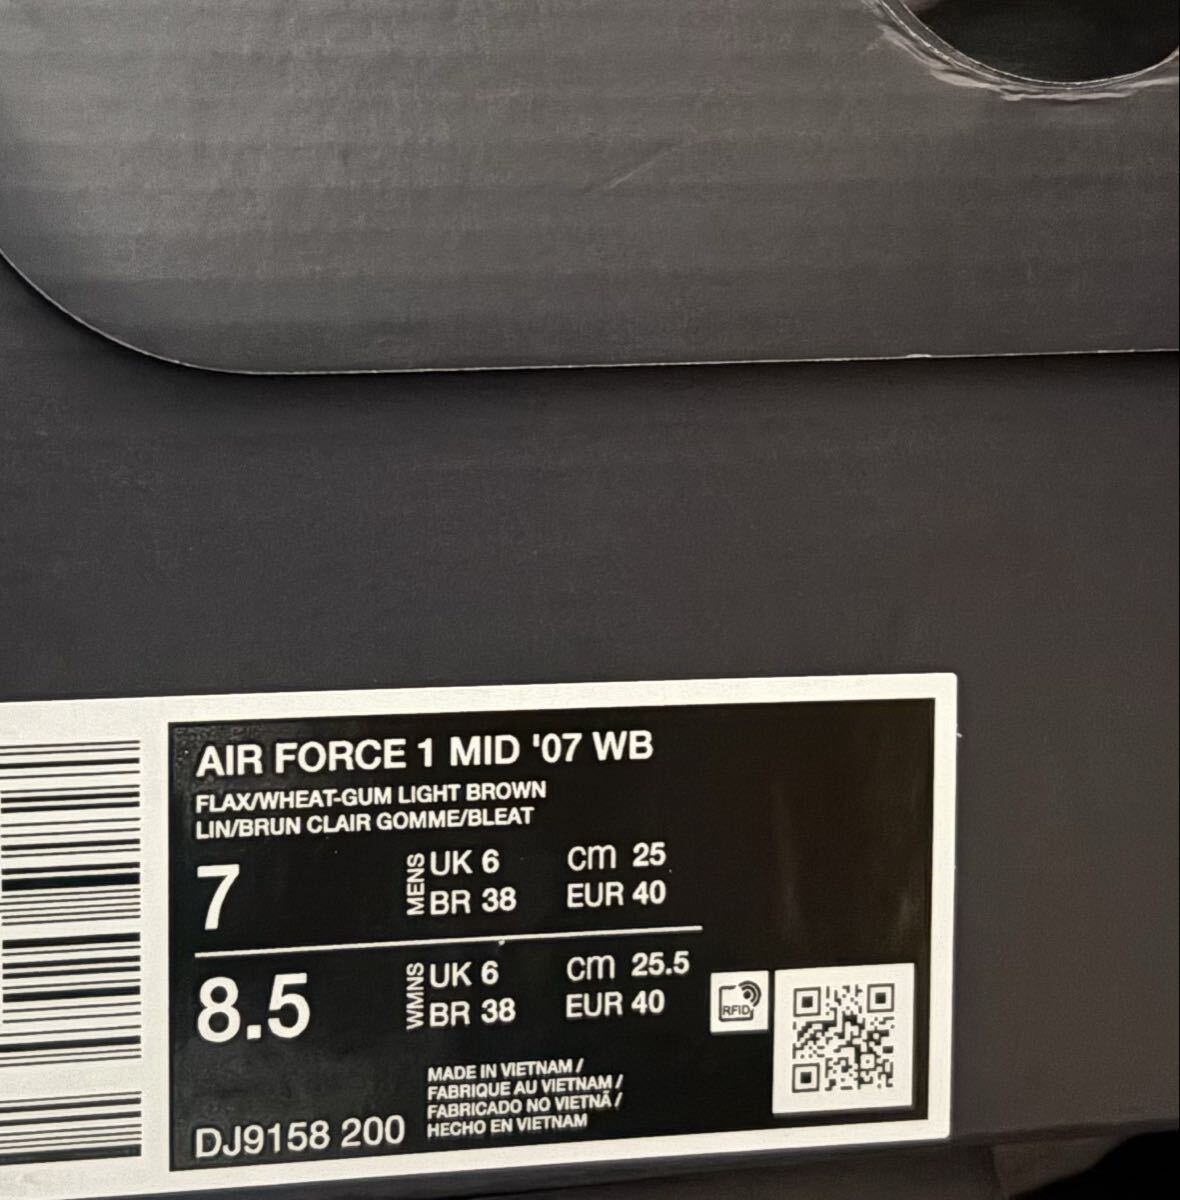 AIR FORCE 1 MID '07 WB
FLAX/WHEAT-GUM LIGHT BROWN
LIN/BRUN CLAIR GOMME/BLEAT
7 MENS UK 6 cm 25
BR 38 EUR 40
8.5 WMNS UK 6 cm 25.5
BR 38 EUR 40
RFID
MADE IN VIETNAM /
FABRIQUE AU VIETNAM /
FABRICADO NO VIETNÃ /
HECHO EN VIETNAM
DJ9158 200